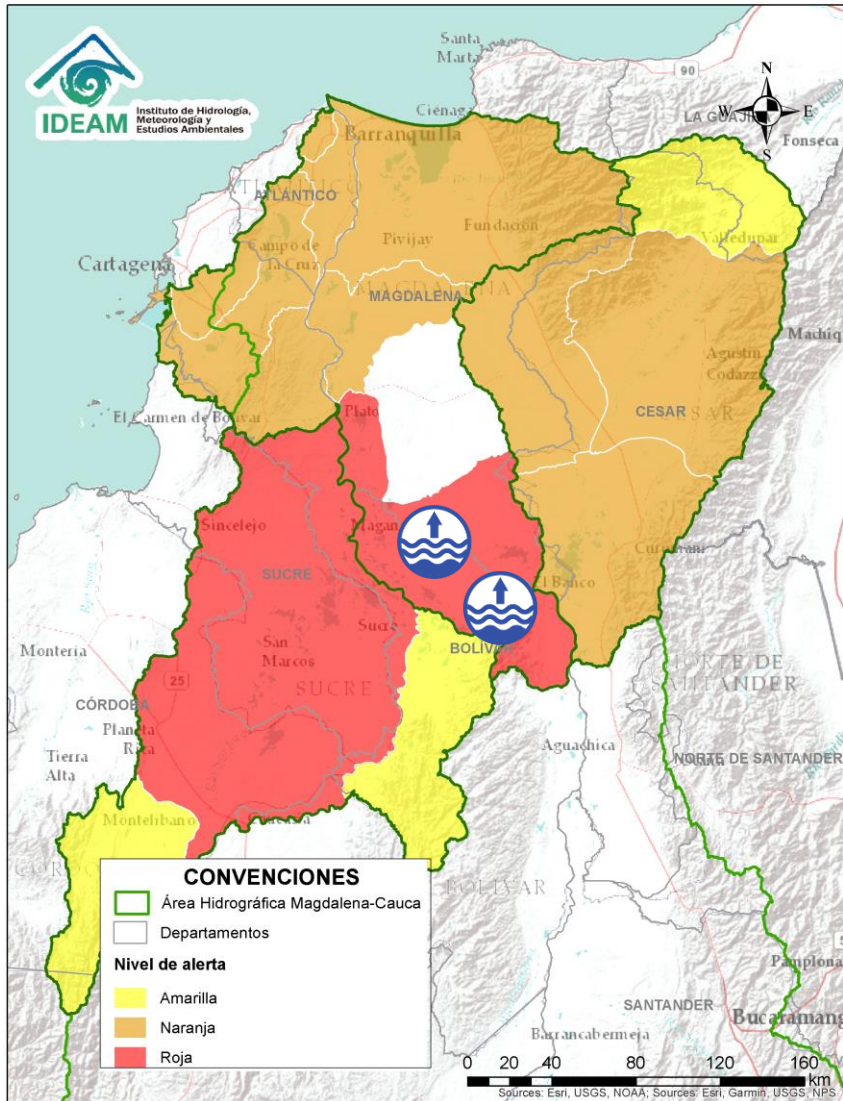 IDEAM
Instituto de Hidrología,
Meteorología y
Estudios Ambientales
Santa
Marta
90
N
W
E
S
Ciénaga
LA GUAJIRA
Fonseca
Barranquilla
ATLÁNTICO
Fundación
Pivijay
Valledupar
Campo de
la Cruz
Cartagena
MAGDALENA
MAGDALENA
Machiq
Agustín
Codazzi
El Carmen de Bolívar
Plato
CESAR
CESAR
Sincelejo
Magan
El Banco
SUCRE
Sucre
Montería
San
Marcos
BOLÍVAR
25
SUCRE
NORTE DE
SANTANDER
CÓRDOBA
Planeta
Rica
Aguachica
NORTE DE SANTANDER
Tierra
Alta
Montelíbano
BOLÍVAR
CONVENCIONES
Área Hidrográfica Magdalena-Cauca
Departamentos
Nivel de alerta
Amarilla
Naranja
Roja
Pamplona
SANTANDER
Bucaramang
Barrancabermeja
0 20 40 80 120 160
km
Sources: Esri, USGS, NOAA; Sources: Esri, Garmin, USGS, NPS